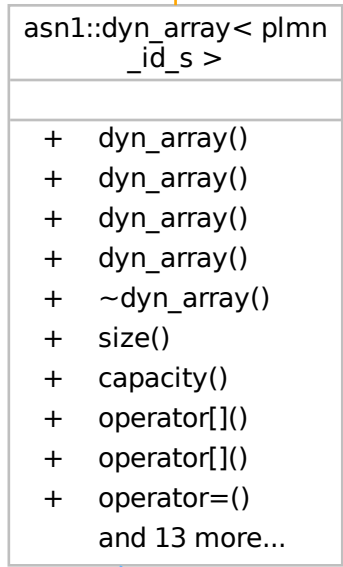 asn1::dyn_array< plmn
_id_s >
+ dyn_array()
+ dyn_array()
+ dyn_array()
+ dyn_array()
+ ~dyn_array()
+ size()
+ capacity()
+ operator[]()
+ operator[]()
+ operator=()
and 13 more...